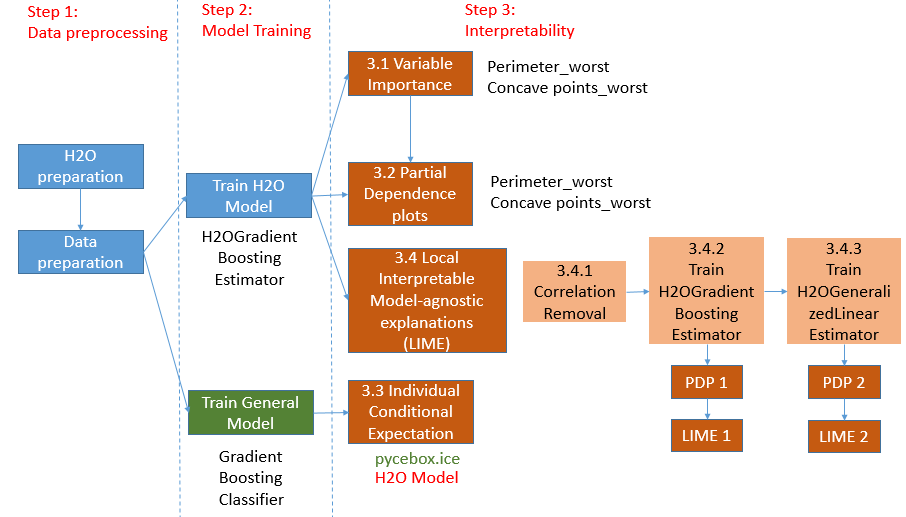 Step 1:
Data preprocessing
Step 2:
Model Training
Step 3:
Interpretability
H2O
preparation
Data
preparation
Train H2O
Model
H2OGradient
Boosting
Estimator
Train General
Model
Gradient
Boosting
Classifier
3.1 Variable
Importance
Perimeter_worst
Concave points_worst
3.2 Partial
Dependence
plots
Perimeter_worst
Concave points_worst
3.4 Local
Interpretable
Model-agnostic
explanations
(LIME)
3.3 Individual
Conditional
Expectation
pycebox.ice
H2O Model
3.4.1
Correlation
Removal
3.4.2
Train
H2OGradient
Boosting
Estimator
3.4.3
Train
H2OGenerali
zedLinear
Estimator
PDP 1
LIME 1
PDP 2
LIME 2